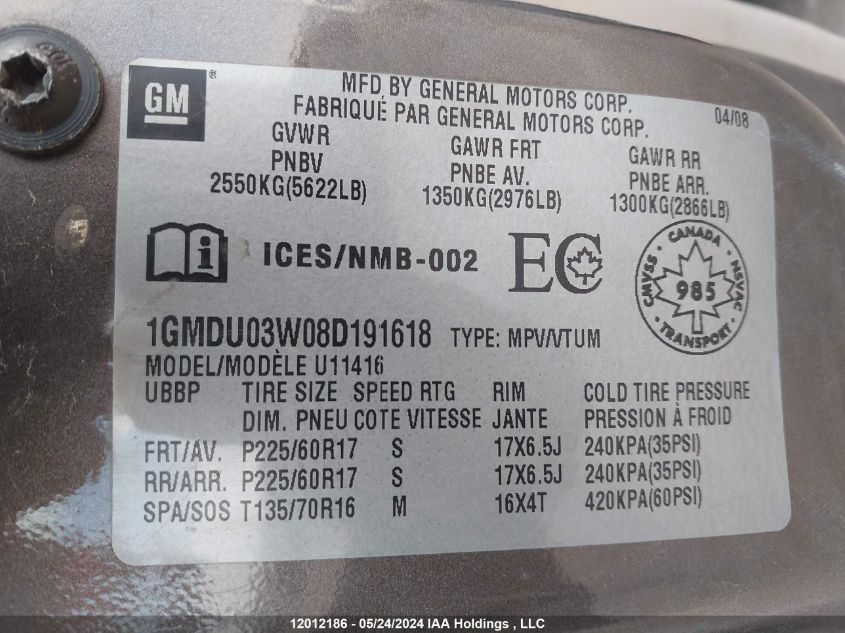 GM ® MFD BY GENERAL MOTORS CORP. 04/08
FABRIQUÉ PAR GENERAL MOTORS CORP.
GVWR GAWR FRT GAWR RR
PNBV PNBE AV. PNBE ARR.
2550KG(5622LB) 1350KG(2976LB) 1300KG(2866LB)
i ICES/NMB-002 EC CANADA CMVSS 985 NSVAC TRANSPORT
1GMDU03W08D191618 TYPE: MPV/VTUM
MODEL/MODÈLE U11416
UBBP TIRE SIZE SPEED RTG RIM COLD TIRE PRESSURE
DIM. PNEU COTE VITESSE JANTE PRESSION À FROID
FRT/AV. P225/60R17 S 17X6.5J 240KPA(35PSI)
RR/ARR. P225/60R17 S 17X6.5J 240KPA(35PSI)
SPA/SOS T135/70R16 M 16X4T 420KPA(60PSI)
12012186 - 05/24/2024 IAA Holdings , LLC